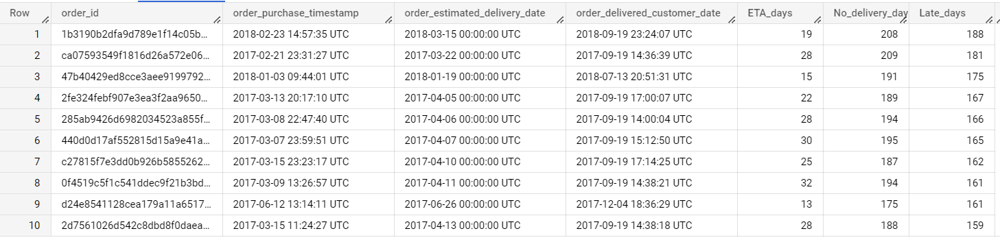 Row order_id order_purchase_timestamp order_estimated_delivery_date order_delivered_customer_date ETA_days No_delivery_day Late_days
1 1b3190b2dfa9d789e1f14c05b... 2018-02-23 14:57:35 UTC 2018-03-15 00:00:00 UTC 2018-09-19 23:24:07 UTC 19 208 188
2 ca07593549f1816d26a572e06... 2017-02-21 23:31:27 UTC 2017-03-22 00:00:00 UTC 2017-09-19 14:36:39 UTC 28 209 181
3 47b40429ed8cce3aee9199792... 2018-01-03 09:44:01 UTC 2018-01-19 00:00:00 UTC 2018-07-13 20:51:31 UTC 15 191 175
4 2fe324febf907e3ea3f2aa9650... 2017-03-13 20:17:10 UTC 2017-04-05 00:00:00 UTC 2017-09-19 17:00:07 UTC 22 189 167
5 285ab9426d6982034523a855f... 2017-03-08 22:47:40 UTC 2017-04-06 00:00:00 UTC 2017-09-19 14:00:04 UTC 28 194 166
6 440d0d17af552815d15a9e41a... 2017-03-07 23:59:51 UTC 2017-04-07 00:00:00 UTC 2017-09-19 15:12:50 UTC 30 195 165
7 c27815f7e3dd0b926b5855262... 2017-03-15 23:23:17 UTC 2017-04-10 00:00:00 UTC 2017-09-19 17:14:25 UTC 25 187 162
8 0f4519c5f1c541ddec9f21b3bd... 2017-03-09 13:26:57 UTC 2017-04-11 00:00:00 UTC 2017-09-19 14:38:21 UTC 32 194 161
9 d24e8541128cea179a11a6517... 2017-06-12 13:14:11 UTC 2017-06-26 00:00:00 UTC 2017-12-04 18:36:29 UTC 13 175 161
10 2d7561026d542c8dbd8f0daea... 2017-03-15 11:24:27 UTC 2017-04-13 00:00:00 UTC 2017-09-19 14:38:18 UTC 28 188 159